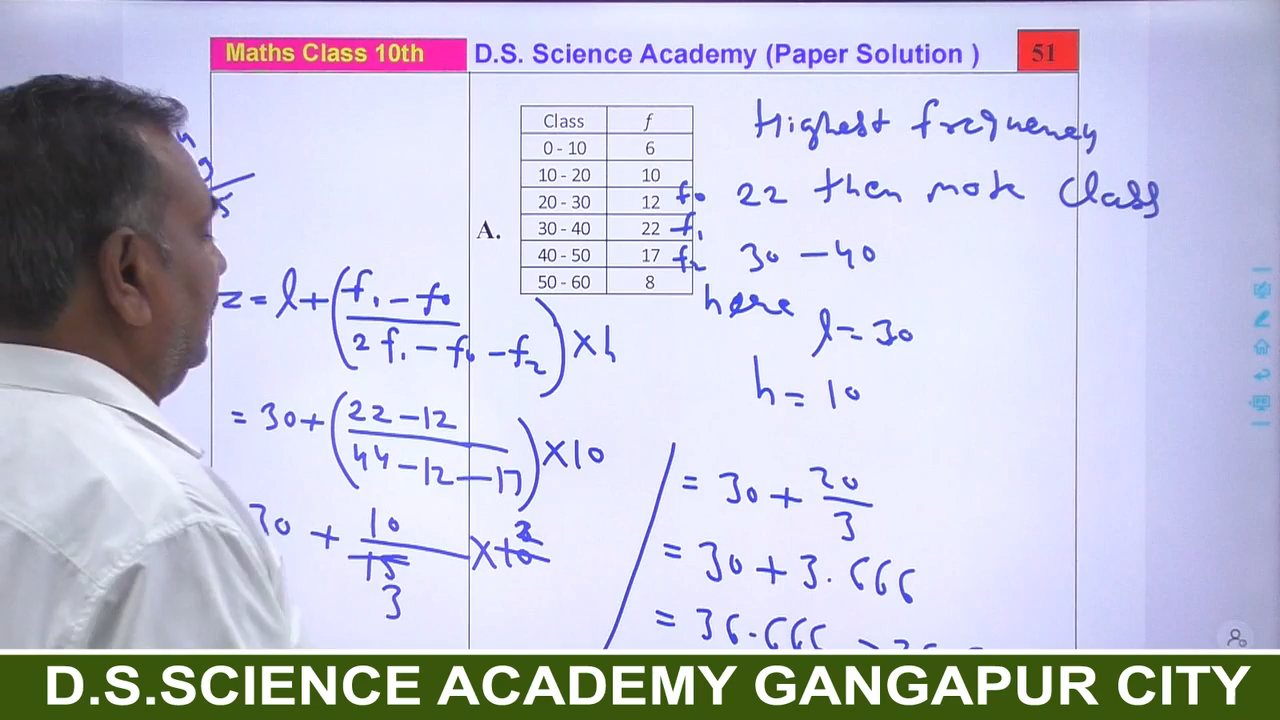 Maths Class 10th
D.S. Science Academy (Paper Solution )
51
A.
Class f
0 - 10 6
10 - 20 10
20 - 30 12 f0
30 - 40 22 f1
40 - 50 17 f2
50 - 60 8
Highest frequency
22 then mode Class
30 - 40
here l = 30
h = 10
z = l + (f1 - f0 / 2f1 - f0 - f2) × h
= 30 + (22 - 12 / 44 - 12 - 17) × 10
30 + 10 / 15 × 10
3
2
= 30 + 20/3
= 30 + 3.666
= 36.666
D.S.SCIENCE ACADEMY GANGAPUR CITY